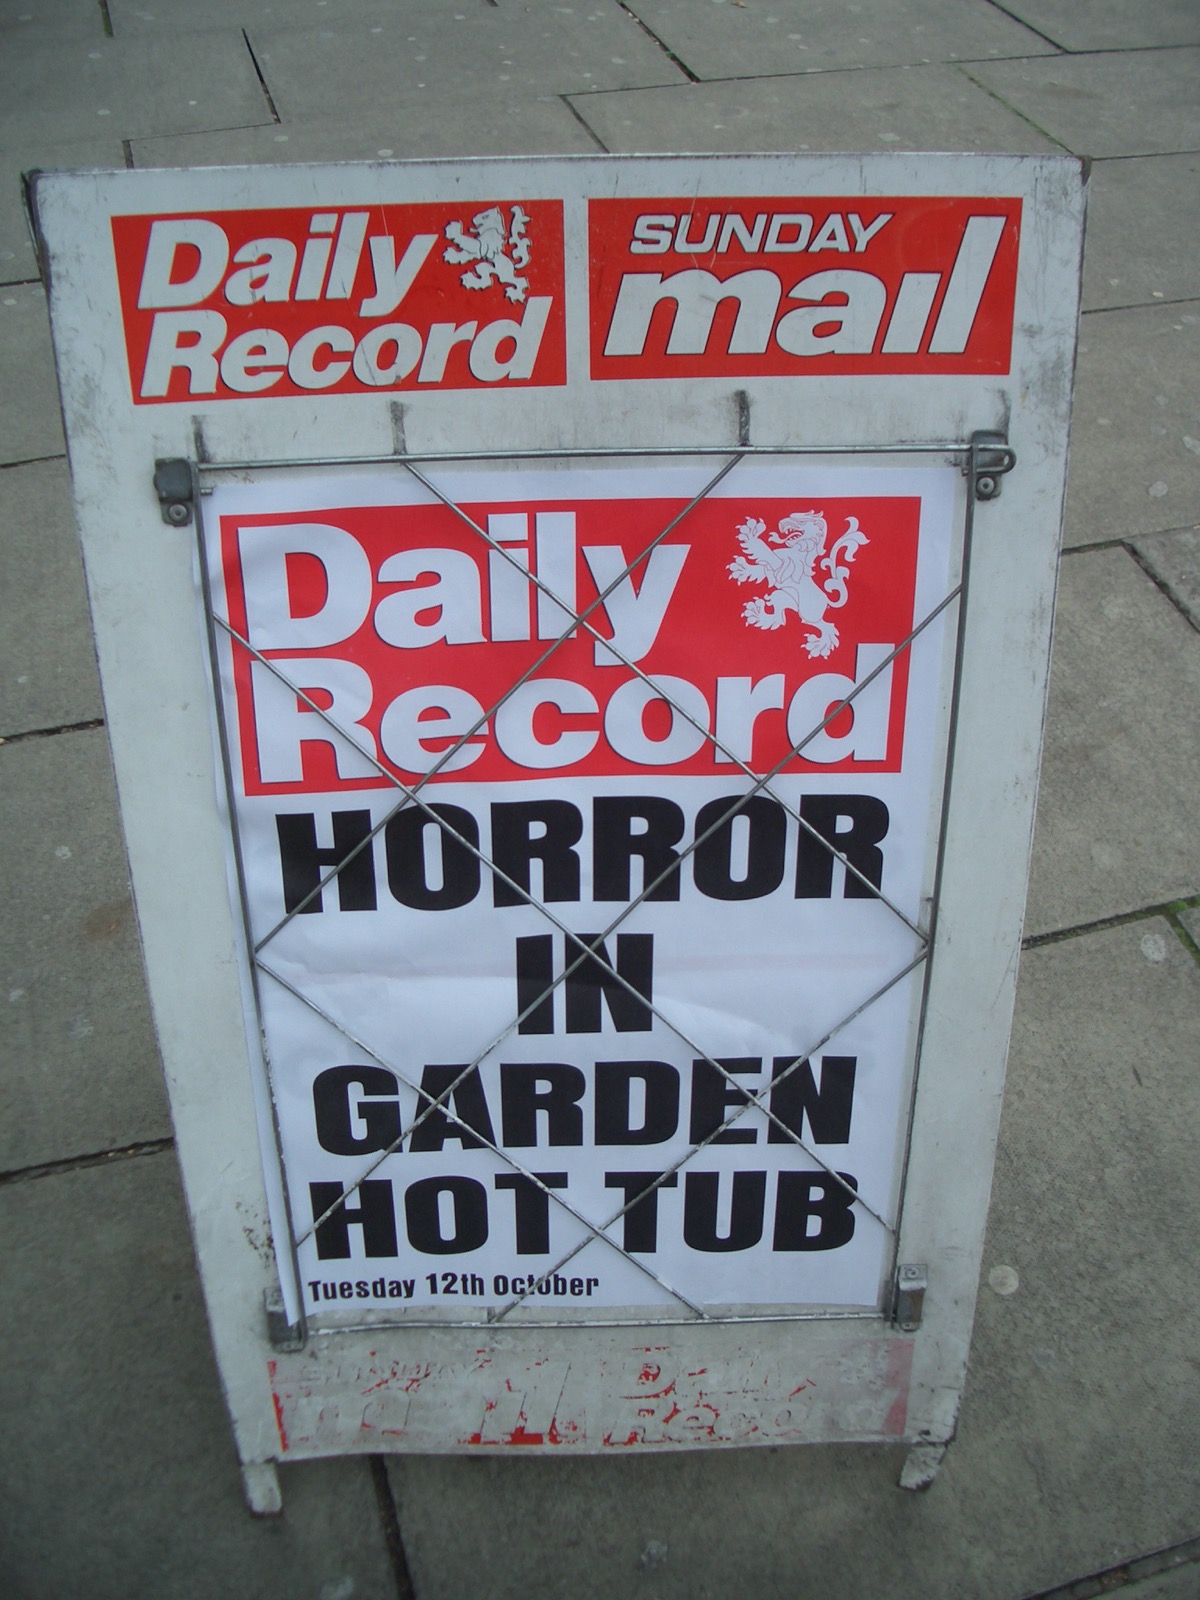 Daily
Record
SUNDAY
mail
Daily
Record
HORROR
IN
GARDEN
HOT TUB
Tuesday 12th October